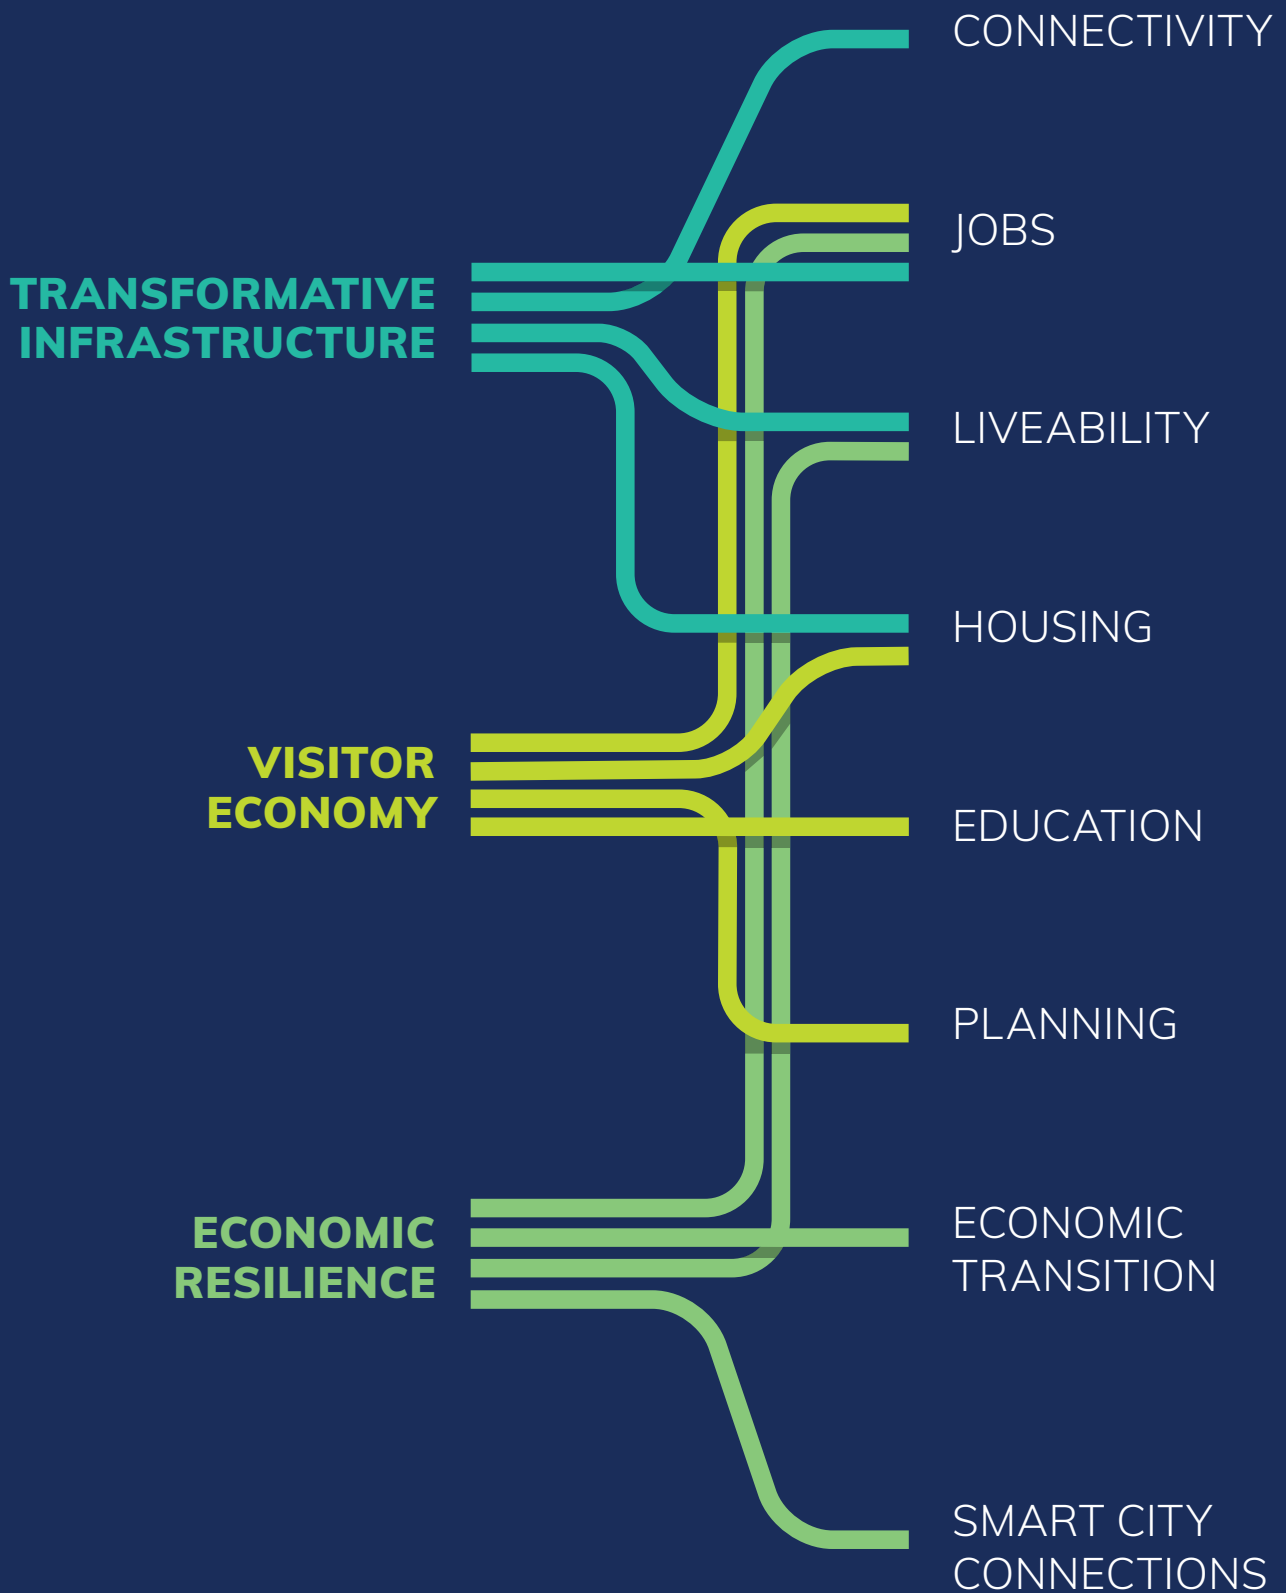 TRANSFORMATIVE
INFRASTRUCTURE
VISITOR
ECONOMY
ECONOMIC
RESILIENCE
CONNECTIVITY
JOBS
LIVEABILITY
HOUSING
EDUCATION
PLANNING
ECONOMIC
TRANSITION
SMART CITY
CONNECTIONS